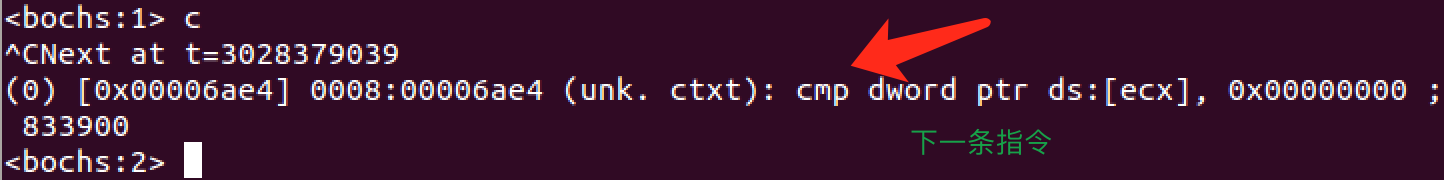 <bochs:1> c
^CNext at t=3028379039
(0) [0x00006ae4] 0008:00006ae4 (unk. ctxt): cmp dword ptr ds:[ecx], 0x00000000 ;
 833900
下一条指令
<bochs:2>